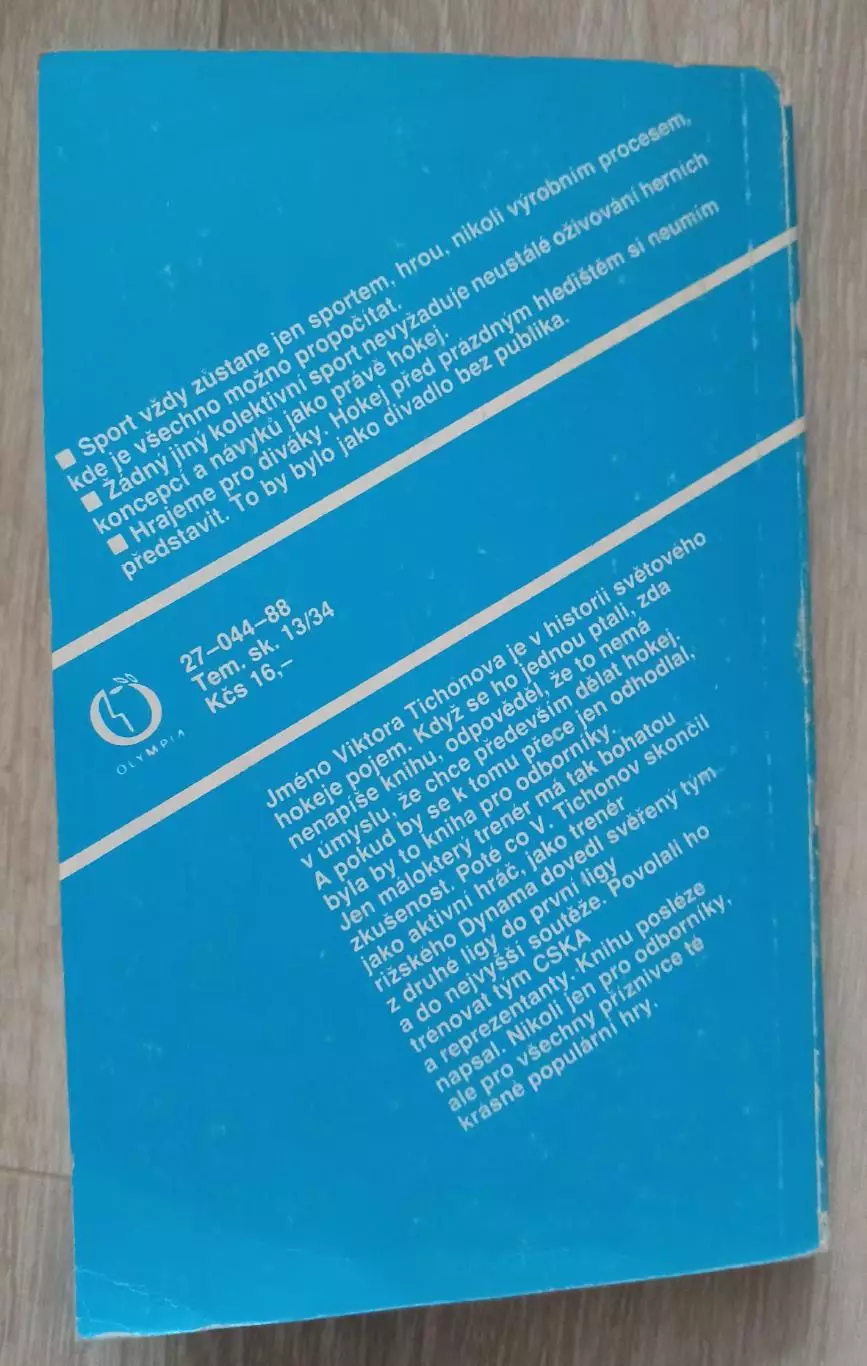 ■ Sport vždy zůstane jen sportem, hrou, nikoli výrobním procesem,
kde je všechno možno propočítat.
■ Žádný jiný kolektivní sport nevyžaduje neustálé oživování herních
koncepcí a návyků jako právě hokej.
■ Hrajeme pro diváky. Hokej před prázdným hledištěm si neumím
představit. To by bylo jako divadlo bez publika.
27–044–88
Tem. sk. 13/34
Kčs 16,–
OLYMPIA
Jméno Viktora Tichonova je v historii světového
hokeje pojem. Když se ho jednou ptali, zda
nenapíše knihu, odpověděl, že to nemá
v úmyslu, že chce především dělat hokej.
A pokud by se k tomu přece jen odhodlal,
byla by to kniha pro odborníky.
Jen málokterý trenér má tak bohatou
zkušenost. Poté co V. Tichonov skončil
jako aktivní hráč, jako trenér
rižského Dynama dovedl svěřený tým
z druhé ligy do první ligy
a do nejvyšší soutěže. Povolali ho
trénovat tým CSKA
a reprezentanty. Knihu posléze
napsal. Nikoli jen pro odborníky,
ale pro všechny příznivce té
krásné populární hry.